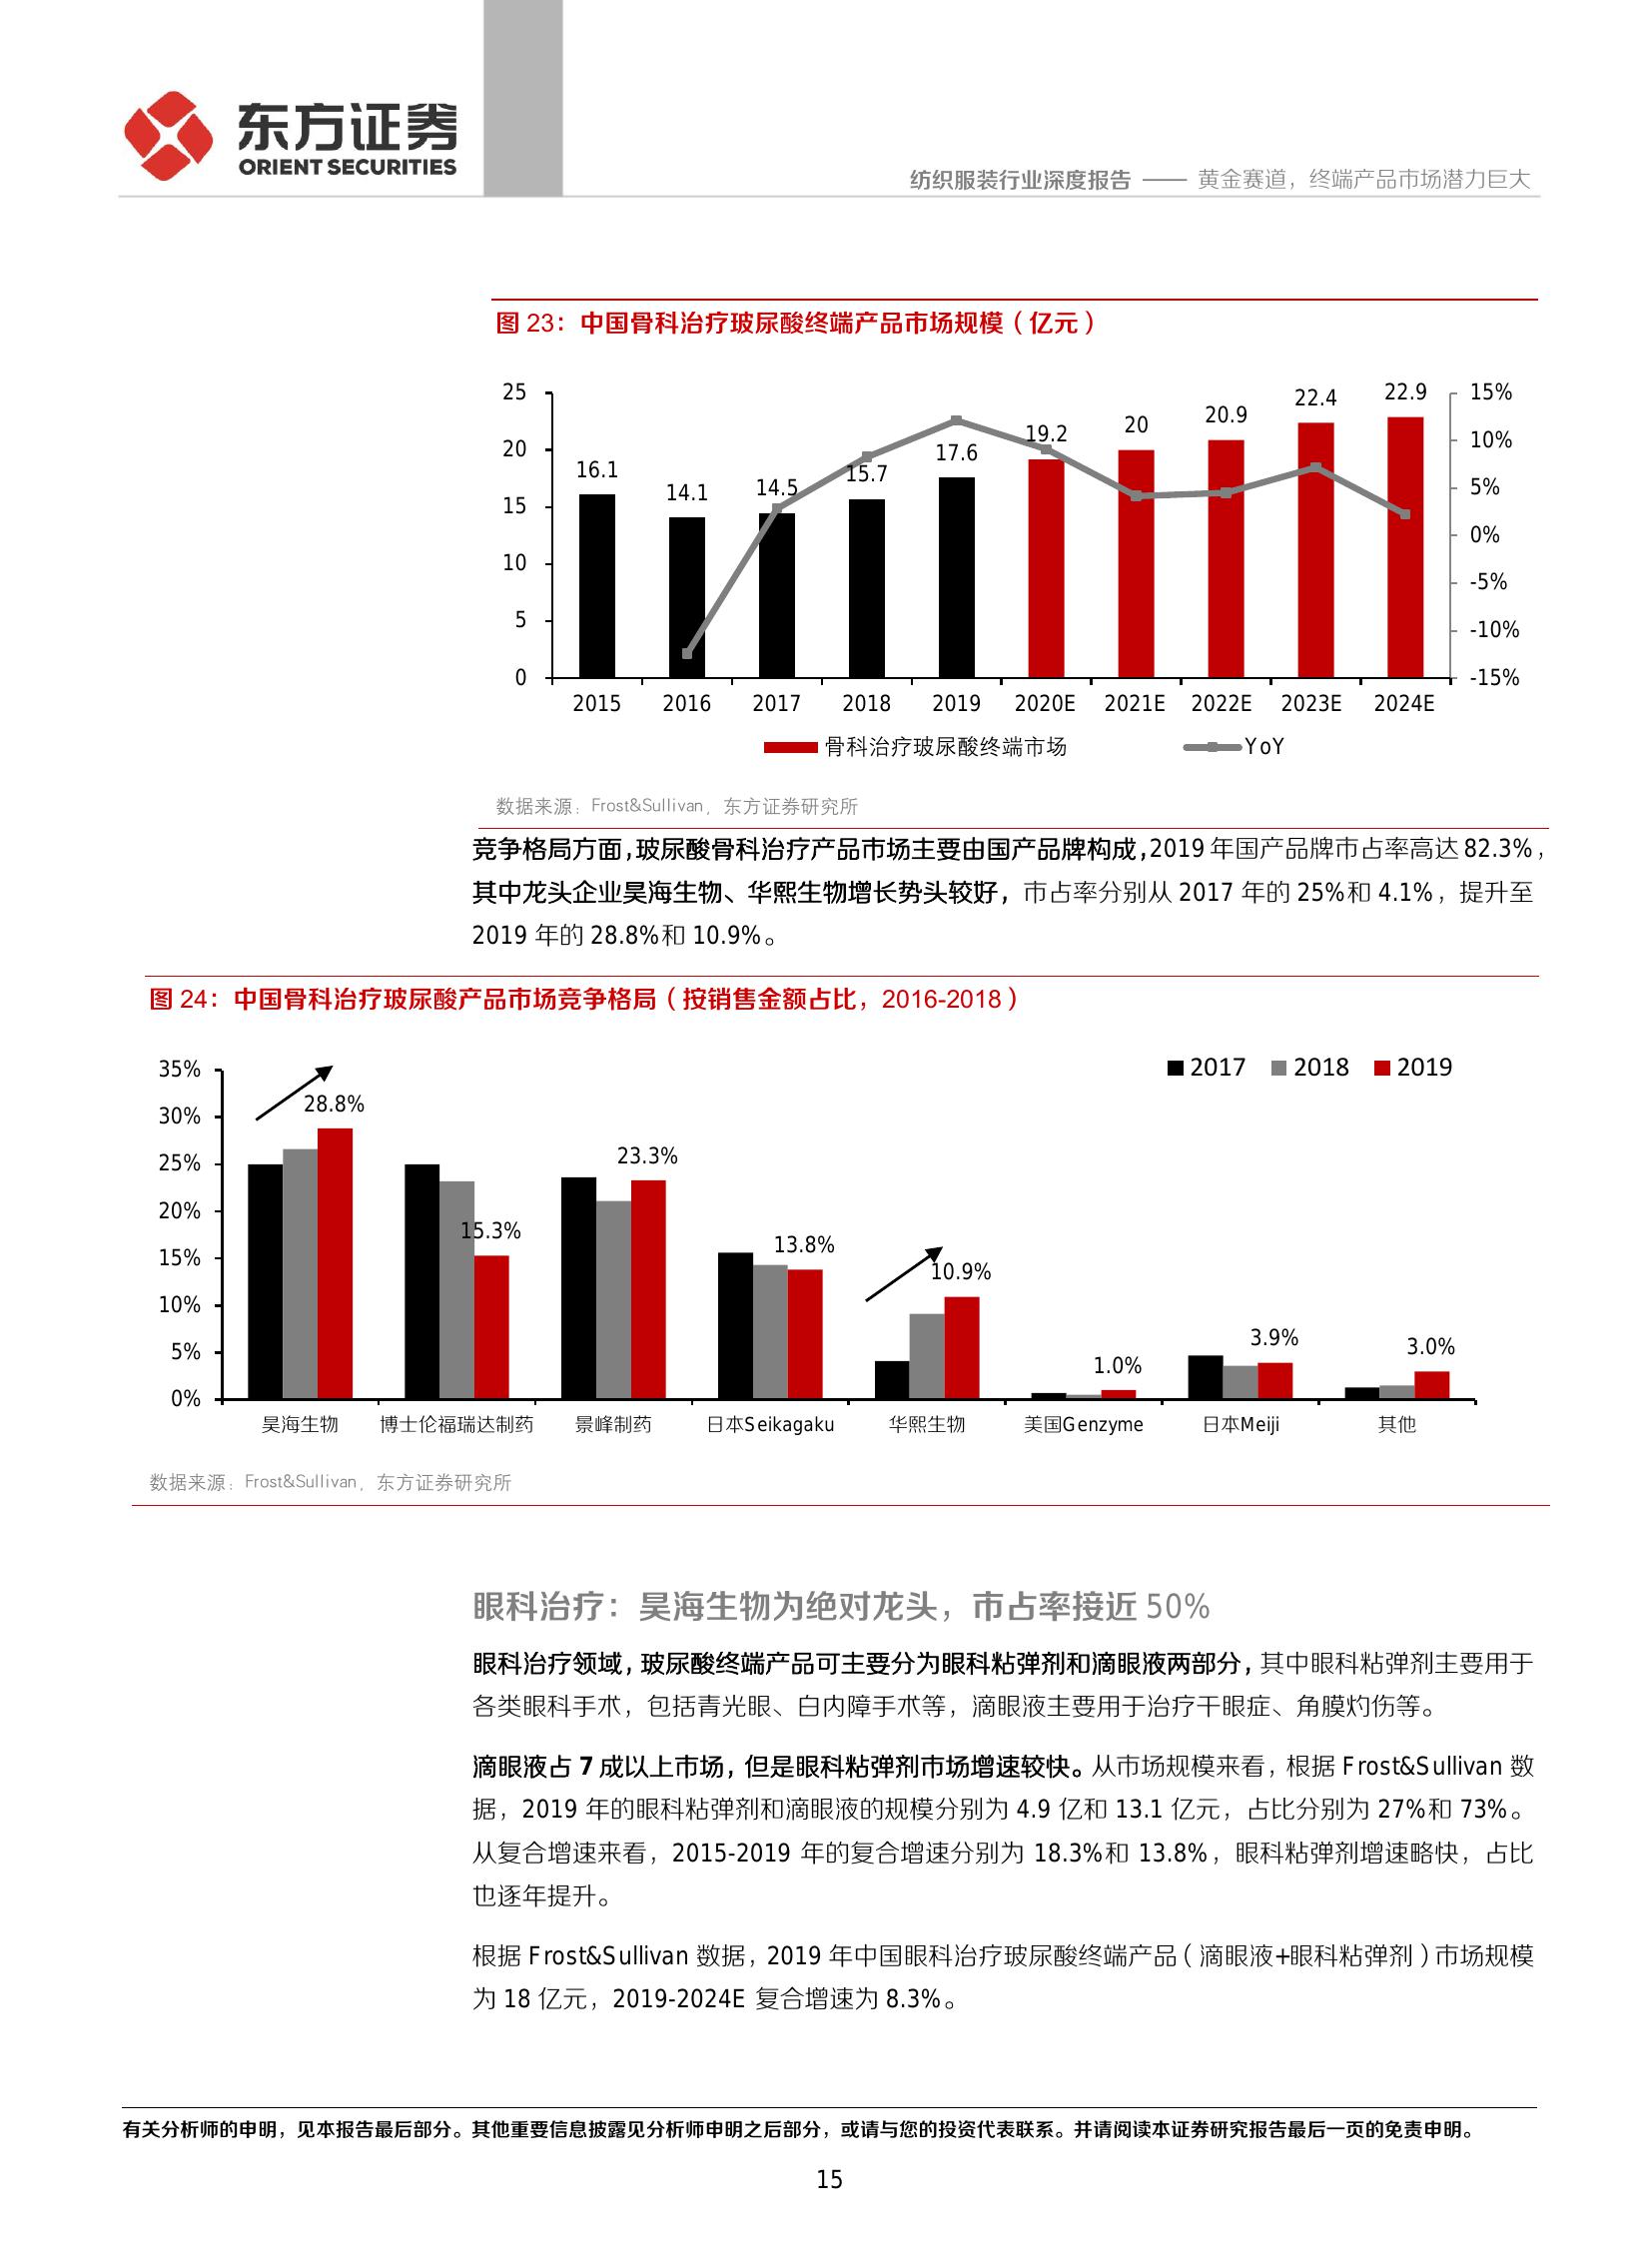 东方证券
ORIENT SECURITIES
纺织服装行业深度报告 —— 黄金赛道，终端产品市场潜力巨大
图 23：中国骨科治疗玻尿酸终端产品市场规模（亿元）
25
20
15
10
5
0
16.1
14.1
14.5
15.7
17.6
19.2
20
20.9
22.4
22.9
15%
10%
5%
0%
-5%
-10%
-15%
2015 2016 2017 2018 2019 2020E 2021E 2022E 2023E 2024E
骨科治疗玻尿酸终端市场 YoY
数据来源：Frost&Sullivan，东方证券研究所
竞争格局方面，玻尿酸骨科治疗产品市场主要由国产品牌构成，2019 年国产品牌市占率高达 82.3%，
其中龙头企业昊海生物、华熙生物增长势头较好，市占率分别从 2017 年的 25%和 4.1%，提升至
2019 年的 28.8%和 10.9%。
图 24：中国骨科治疗玻尿酸产品市场竞争格局（按销售金额占比，2016-2018）
2017 2018 2019
35%
30%
25%
20%
15%
10%
5%
0%
28.8%
15.3%
23.3%
13.8%
10.9%
1.0%
3.9%
3.0%
昊海生物 博士伦福瑞达制药 景峰制药 日本Seikagaku 华熙生物 美国Genzyme 日本Meiji 其他
数据来源：Frost&Sullivan，东方证券研究所
眼科治疗：昊海生物为绝对龙头，市占率接近 50%
眼科治疗领域，玻尿酸终端产品可主要分为眼科粘弹剂和滴眼液两部分，其中眼科粘弹剂主要用于
各类眼科手术，包括青光眼、白内障手术等，滴眼液主要用于治疗干眼症、角膜灼伤等。
滴眼液占 7 成以上市场，但是眼科粘弹剂市场增速较快。从市场规模来看，根据 Frost&Sullivan 数
据，2019 年的眼科粘弹剂和滴眼液的规模分别为 4.9 亿和 13.1 亿元，占比分别为 27%和 73%。
从复合增速来看，2015-2019 年的复合增速分别为 18.3%和 13.8%，眼科粘弹剂增速略快，占比
也逐年提升。
根据 Frost&Sullivan 数据，2019 年中国眼科治疗玻尿酸终端产品（滴眼液+眼科粘弹剂）市场规模
为 18 亿元，2019-2024E 复合增速为 8.3%。
有关分析师的申明，见本报告最后部分。其他重要信息披露见分析师申明之后部分，或请与您的投资代表联系。并请阅读本证券研究报告最后一页的免责申明。
15